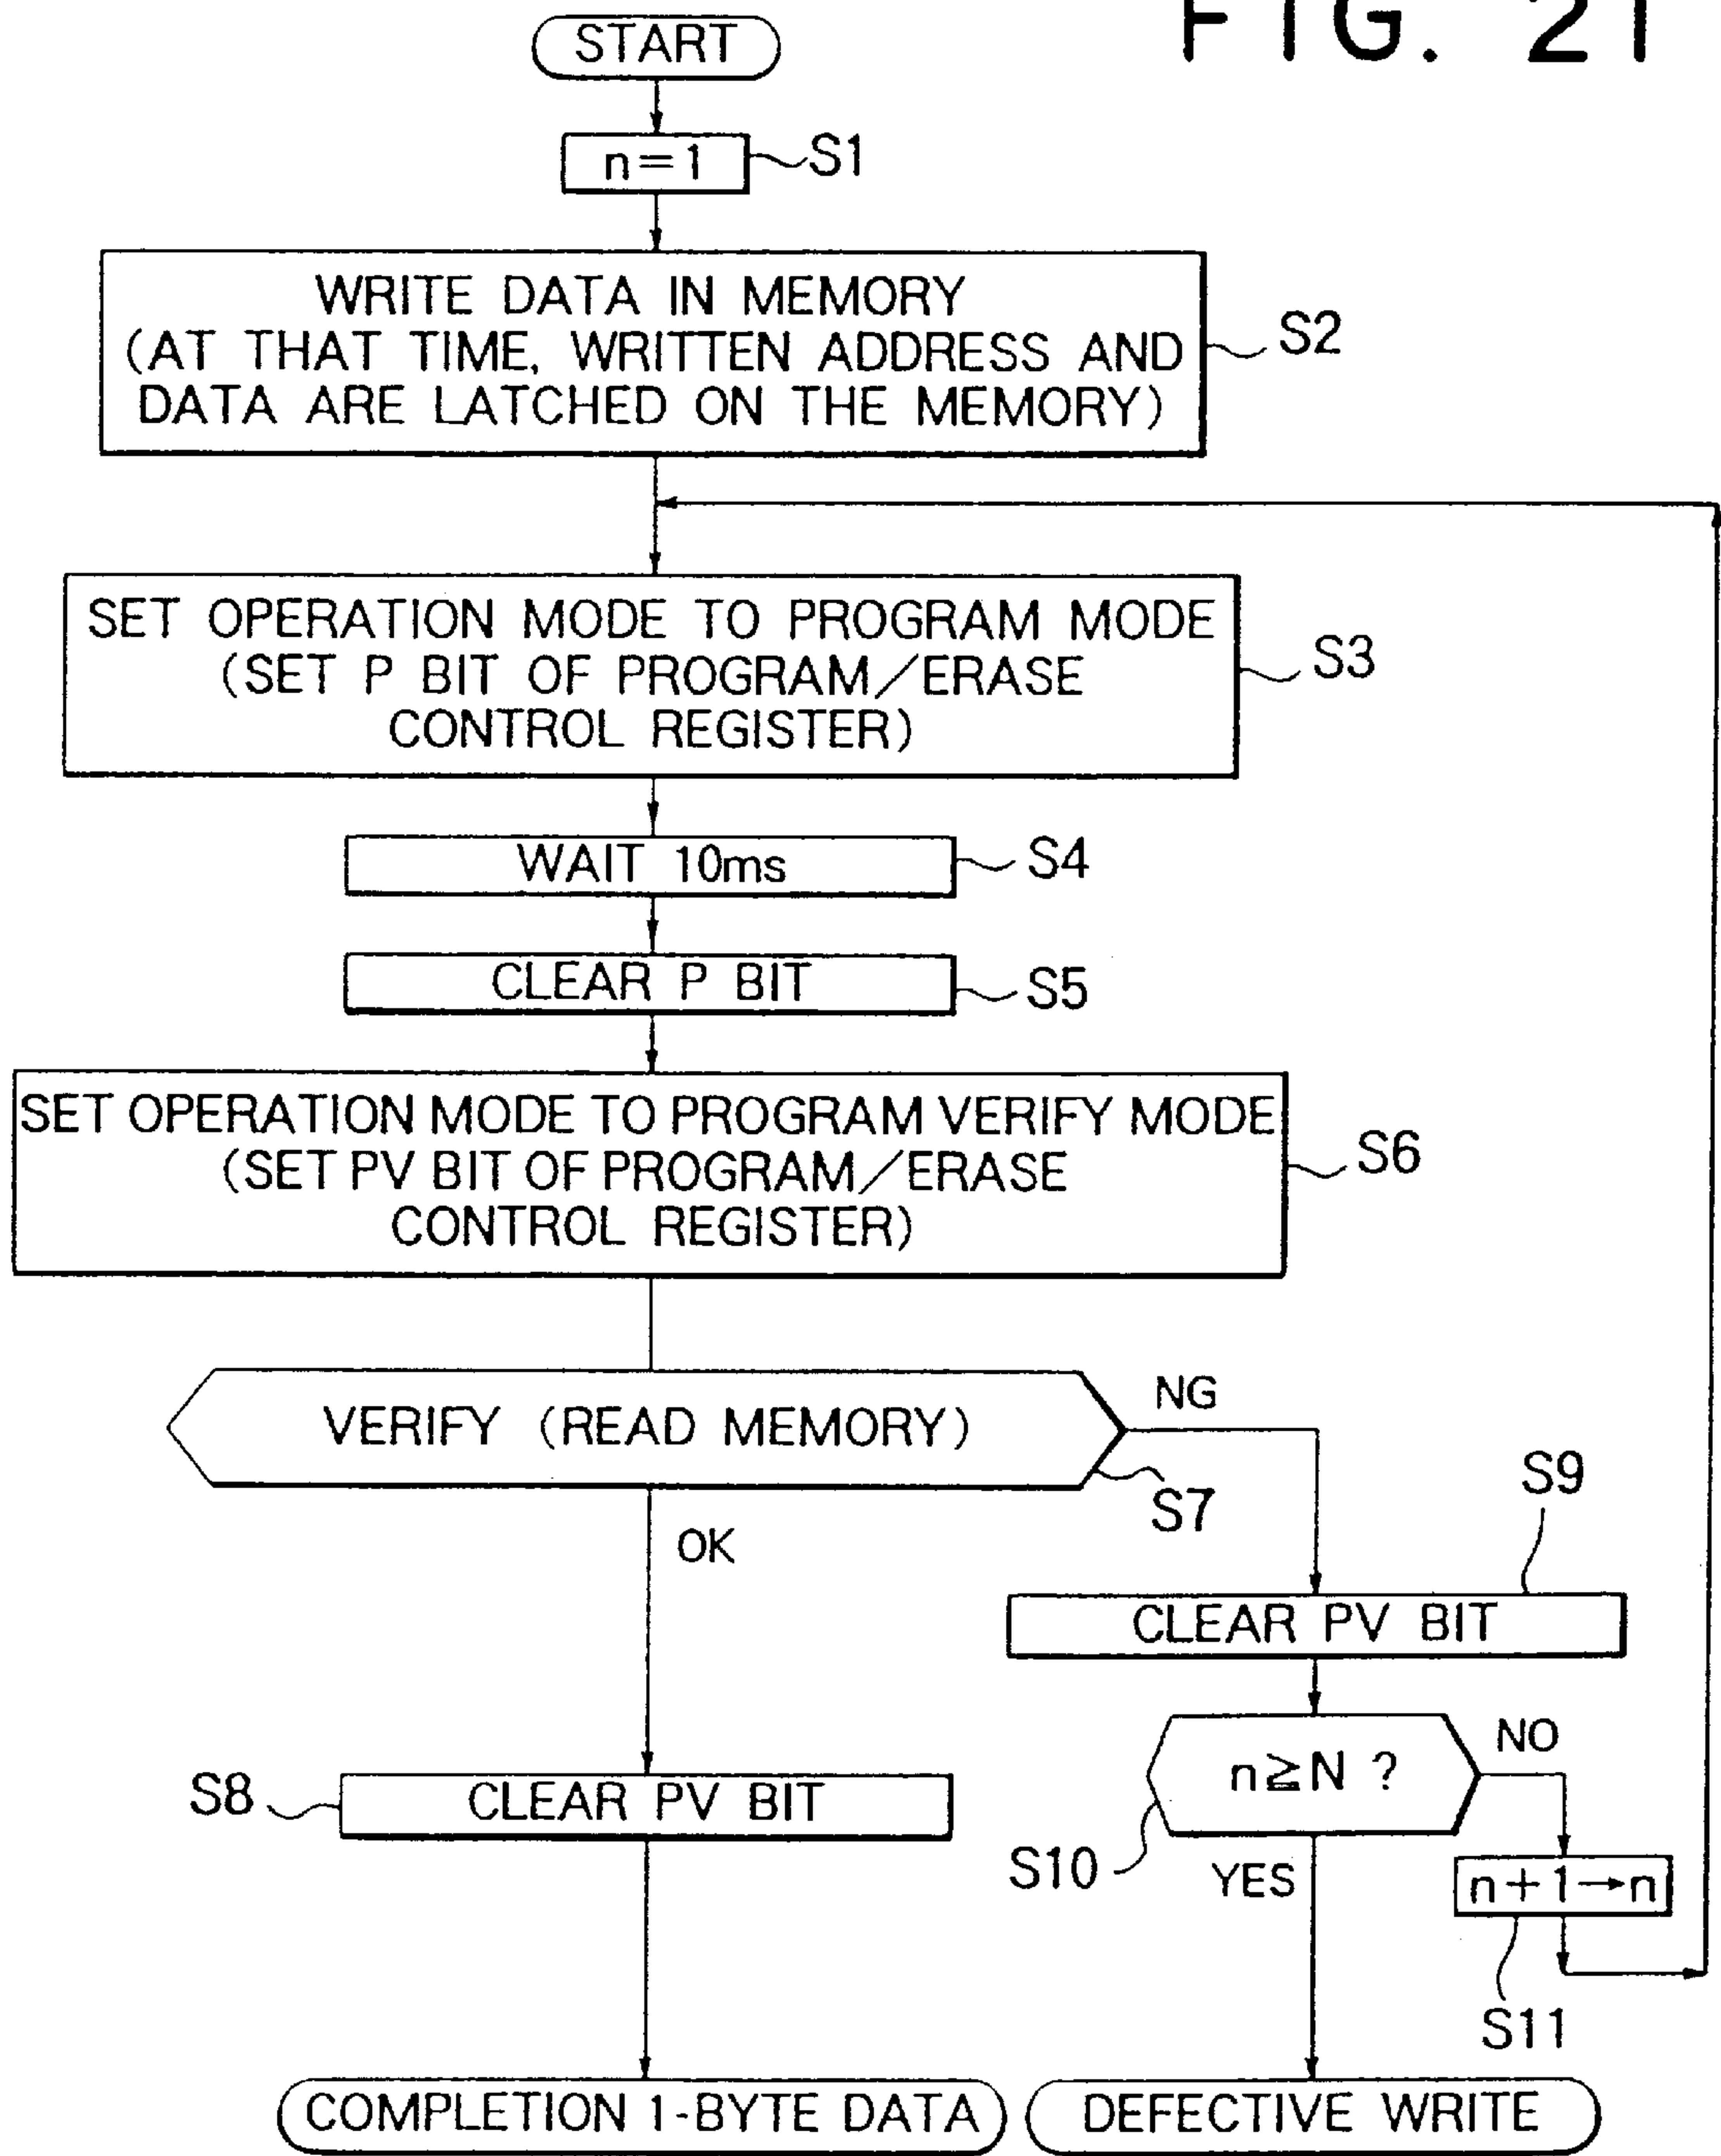 FIG. 21
START
n=1
S1
WRITE DATA IN MEMORY
(AT THAT TIME, WRITTEN ADDRESS AND
DATA ARE LATCHED ON THE MEMORY)
S2
SET OPERATION MODE TO PROGRAM MODE
(SET P BIT OF PROGRAM/ERASE
CONTROL REGISTER)
S3
WAIT 10ms
S4
CLEAR P BIT
S5
SET OPERATION MODE TO PROGRAM VERIFY MODE
(SET PV BIT OF PROGRAM/ERASE
CONTROL REGISTER)
S6
VERIFY (READ MEMORY)
NG
S7
OK
S9
CLEAR PV BIT
n≧N ?
NO
S10
YES
S8
CLEAR PV BIT
n+1→n
S11
COMPLETION 1-BYTE DATA
DEFECTIVE WRITE